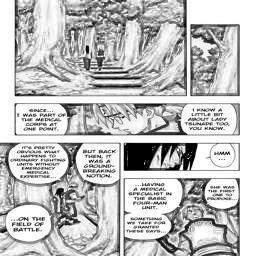 SINCE...
I WAS PART OF
THE MEDICAL
CORPS AT
ONE POINT.
I KNOW A
LITTLE BIT
ABOUT LADY
TSUNADE TOO,
YOU KNOW.
IT'S PRETTY
OBVIOUS WHAT
HAPPENS TO
ORDINARY FIGHTING
UNITS WITHOUT
EMERGENCY
MEDICAL
EXPERTISE...
BUT BACK
THEN, IT
WAS A
GROUND-
BREAKING
NOTION.
HMM
...
...ON THE
FIELD OF
BATTLE.
...HAVING
A MEDICAL
SPECIALIST IN
THE BASIC
FOUR-MAN
UNIT.
SOMETHING
WE TAKE FOR
GRANTED
THESE DAYS...
SHE WAS
THE FIRST
ONE TO
PROPOSE...